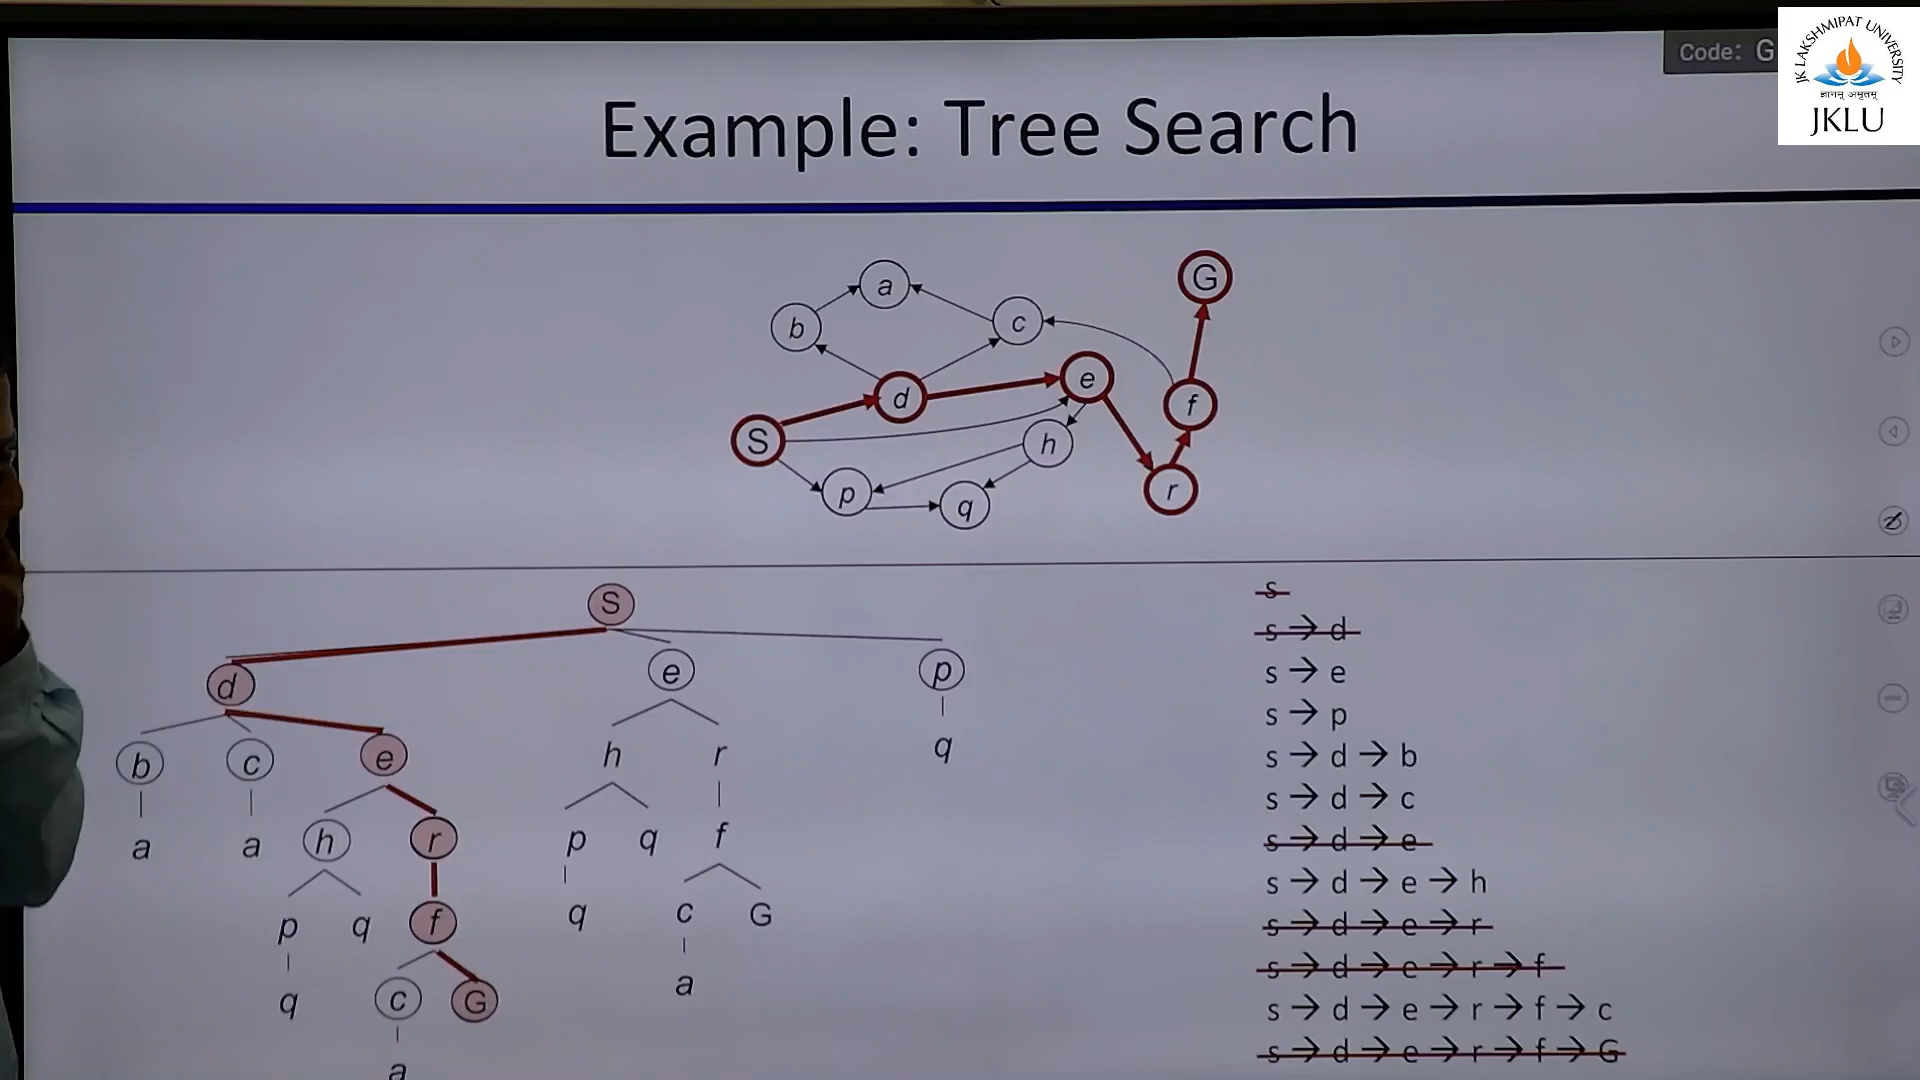 Code: G
JK LAKSHMIPAT UNIVERSITY
ज्ञानम् अमृतम्
JKLU
Example: Tree Search
G
a
c
b
e
d
f
S
h
r
p
q
S
d e p
b c e h r q
a a h r p q f
p q f q c G
q c G a
a
s
s → d
s → e
s → p
s → d → b
s → d → c
s → d → e
s → d → e → h
s → d → e → r
s → d → e → r → f
s → d → e → r → f → c
s → d → e → r → f → G